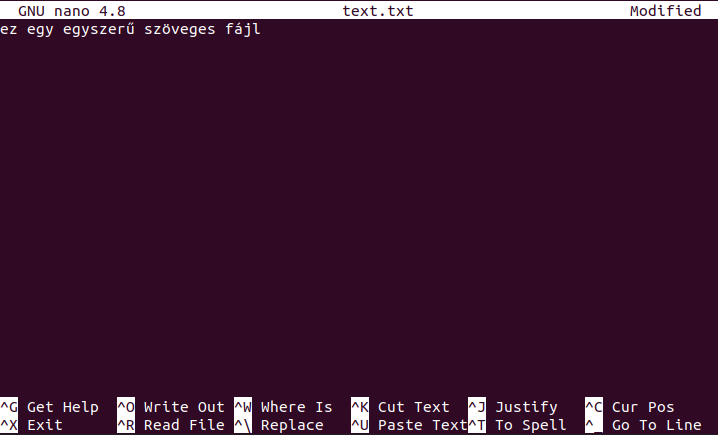 GNU nano 4.8 text.txt Modified
ez egy egyszerű szöveges fájl
^G Get Help ^O Write Out ^W Where Is ^K Cut Text ^J Justify ^C Cur Pos
^X Exit ^R Read File ^\ Replace ^U Paste Text ^T To Spell ^_ Go To Line